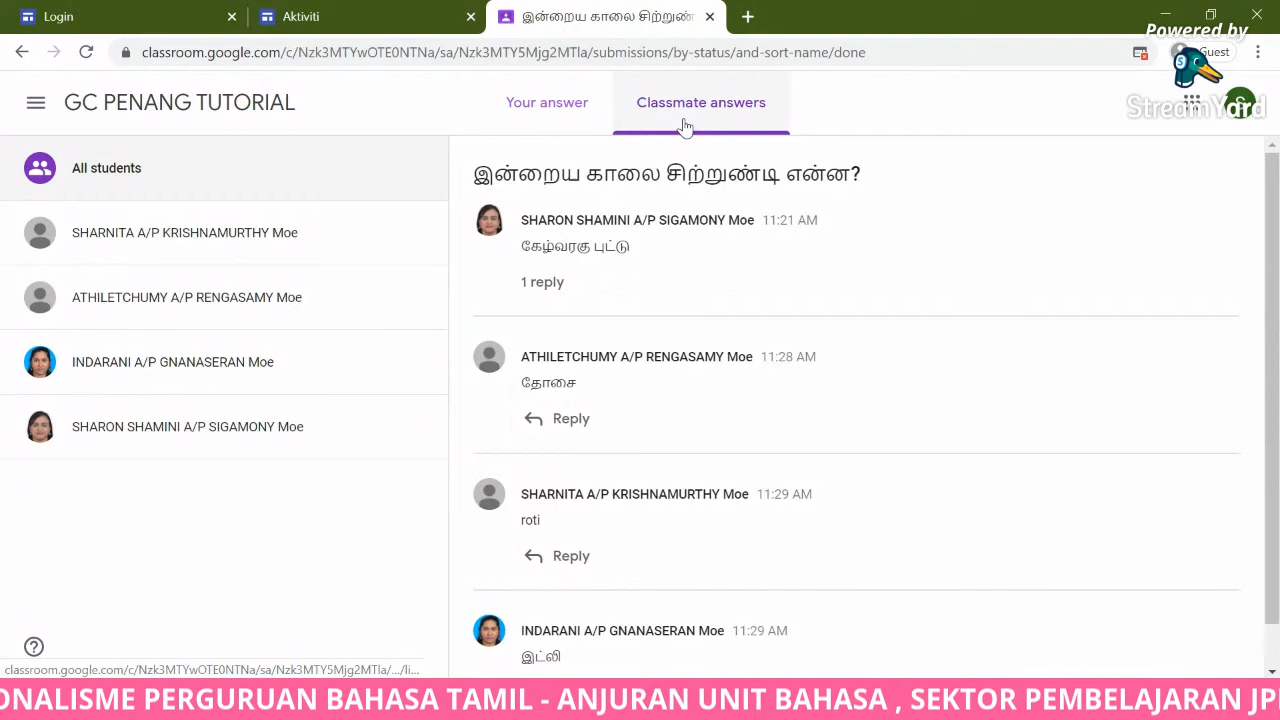 Login
Aktiviti
இன்றைய காலை சிற்றுண்
classroom.google.com/c/Nzk3MTYwOTE0NTNa/sa/Nzk3MTY5Mjg2MTla/submissions/by-status/and-sort-name/done
Guest
Powered by
StreamYard
GC PENANG TUTORIAL
Your answer
Classmate answers
All students
SHARNITA A/P KRISHNAMURTHY Moe
ATHILETCHUMY A/P RENGASAMY Moe
INDARANI A/P GNANASERAN Moe
SHARON SHAMINI A/P SIGAMONY Moe
இன்றைய காலை சிற்றுண்டி என்ன?
SHARON SHAMINI A/P SIGAMONY Moe 11:21 AM
கேழ்வரகு புட்டு
1 reply
ATHILETCHUMY A/P RENGASAMY Moe 11:28 AM
தோசை
Reply
SHARNITA A/P KRISHNAMURTHY Moe 11:29 AM
roti
Reply
INDARANI A/P GNANASERAN Moe 11:29 AM
இட்லி
classroom.google.com/c/Nzk3MTYwOTE0NTNa/sa/Nzk3MTY5Mjg2MTla/.../li...
ONALISME PERGURUAN BAHASA TAMIL - ANJURAN UNIT BAHASA , SEKTOR PEMBELAJARAN JP